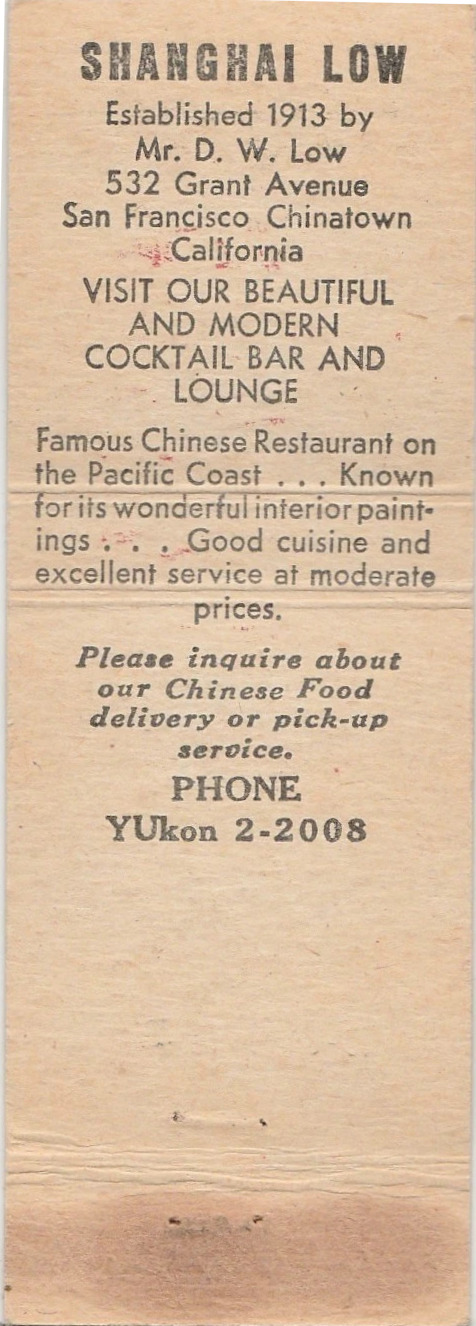 SHANGHAI LOW
Established 1913 by
Mr. D. W. Low
532 Grant Avenue
San Francisco Chinatown
California
VISIT OUR BEAUTIFUL
AND MODERN
COCKTAIL BAR AND
LOUNGE
Famous Chinese Restaurant on
the Pacific Coast . . . Known
for its wonderful interior paint-
ings . . . Good cuisine and
excellent service at moderate
prices.
Please inquire about
our Chinese Food
delivery or pick-up
service.
PHONE
YUkon 2-2008